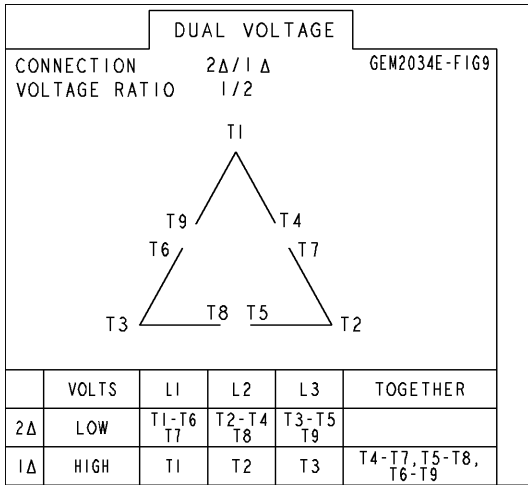 DUAL VOLTAGE
CONNECTION 2Δ/1Δ GEM2034E-FIG9
VOLTAGE RATIO 1/2
T1
T9 T4
T6 T7
T3 T8 T5 T2
VOLTS L1 L2 L3 TOGETHER
2Δ LOW T1-T6 T7 T2-T4 T8 T3-T5 T9
1Δ HIGH T1 T2 T3 T4-T7, T5-T8, T6-T9